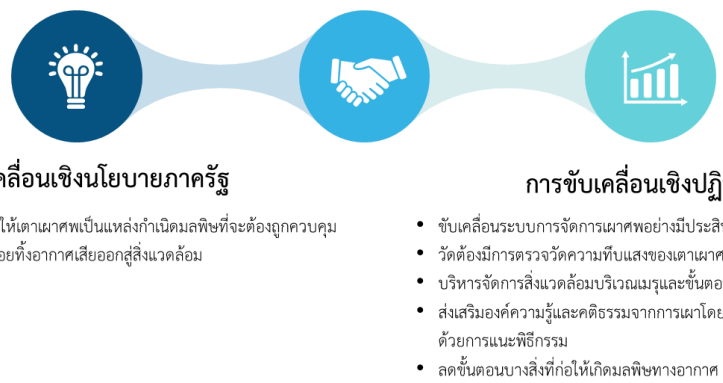 คลื่อนเชิงนโยบายภาครัฐ
ให้เตาเผาศพเป็นแหล่งกำเนิดมลพิษที่จะต้องถูกควบคุม
อยทิ้งอากาศเสียออกสู่สิ่งแวดล้อม
การขับเคลื่อนเชิงปฏิ
• ขับเคลื่อนระบบการจัดการเผาศพอย่างมีประสิ
• วัดต้องมีการตรวจวัดความทึบแสงของเตาเผาศ
• บริหารจัดการสิ่งแวดล้อมบริเวณเมรุและขั้นตอ
• ส่งเสริมองค์ความรู้และคติธรรมจากการเผาโดย
ด้วยการแนะพิธีกรรม
• ลดขั้นตอนบางสิ่งที่ก่อให้เกิดมลพิษทางอากาศ